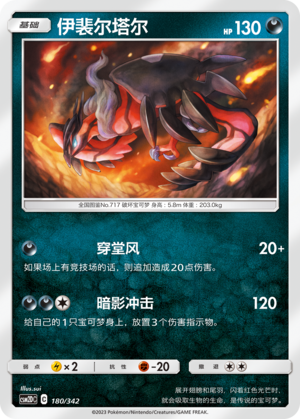 基础 伊裴尔塔尔 HP 130
全国图鉴No.717 破坏宝可梦 身高：5.8m 体重：203.0kg
穿堂风 20+
如果场上有竞技场的话，则追加造成20点伤害。
暗影冲击 120
给自己的1只宝可梦身上，放置3个伤害指示物。
弱点 ×2 抗性 -20 撤退
Illus.sui
CSM2DC G 180/342
展开翅膀和尾羽，闪着红色光芒时，
就会吸取生物的生命，是传说的宝可梦。
©2023 Pokémon/Nintendo/Creatures/GAME FREAK.